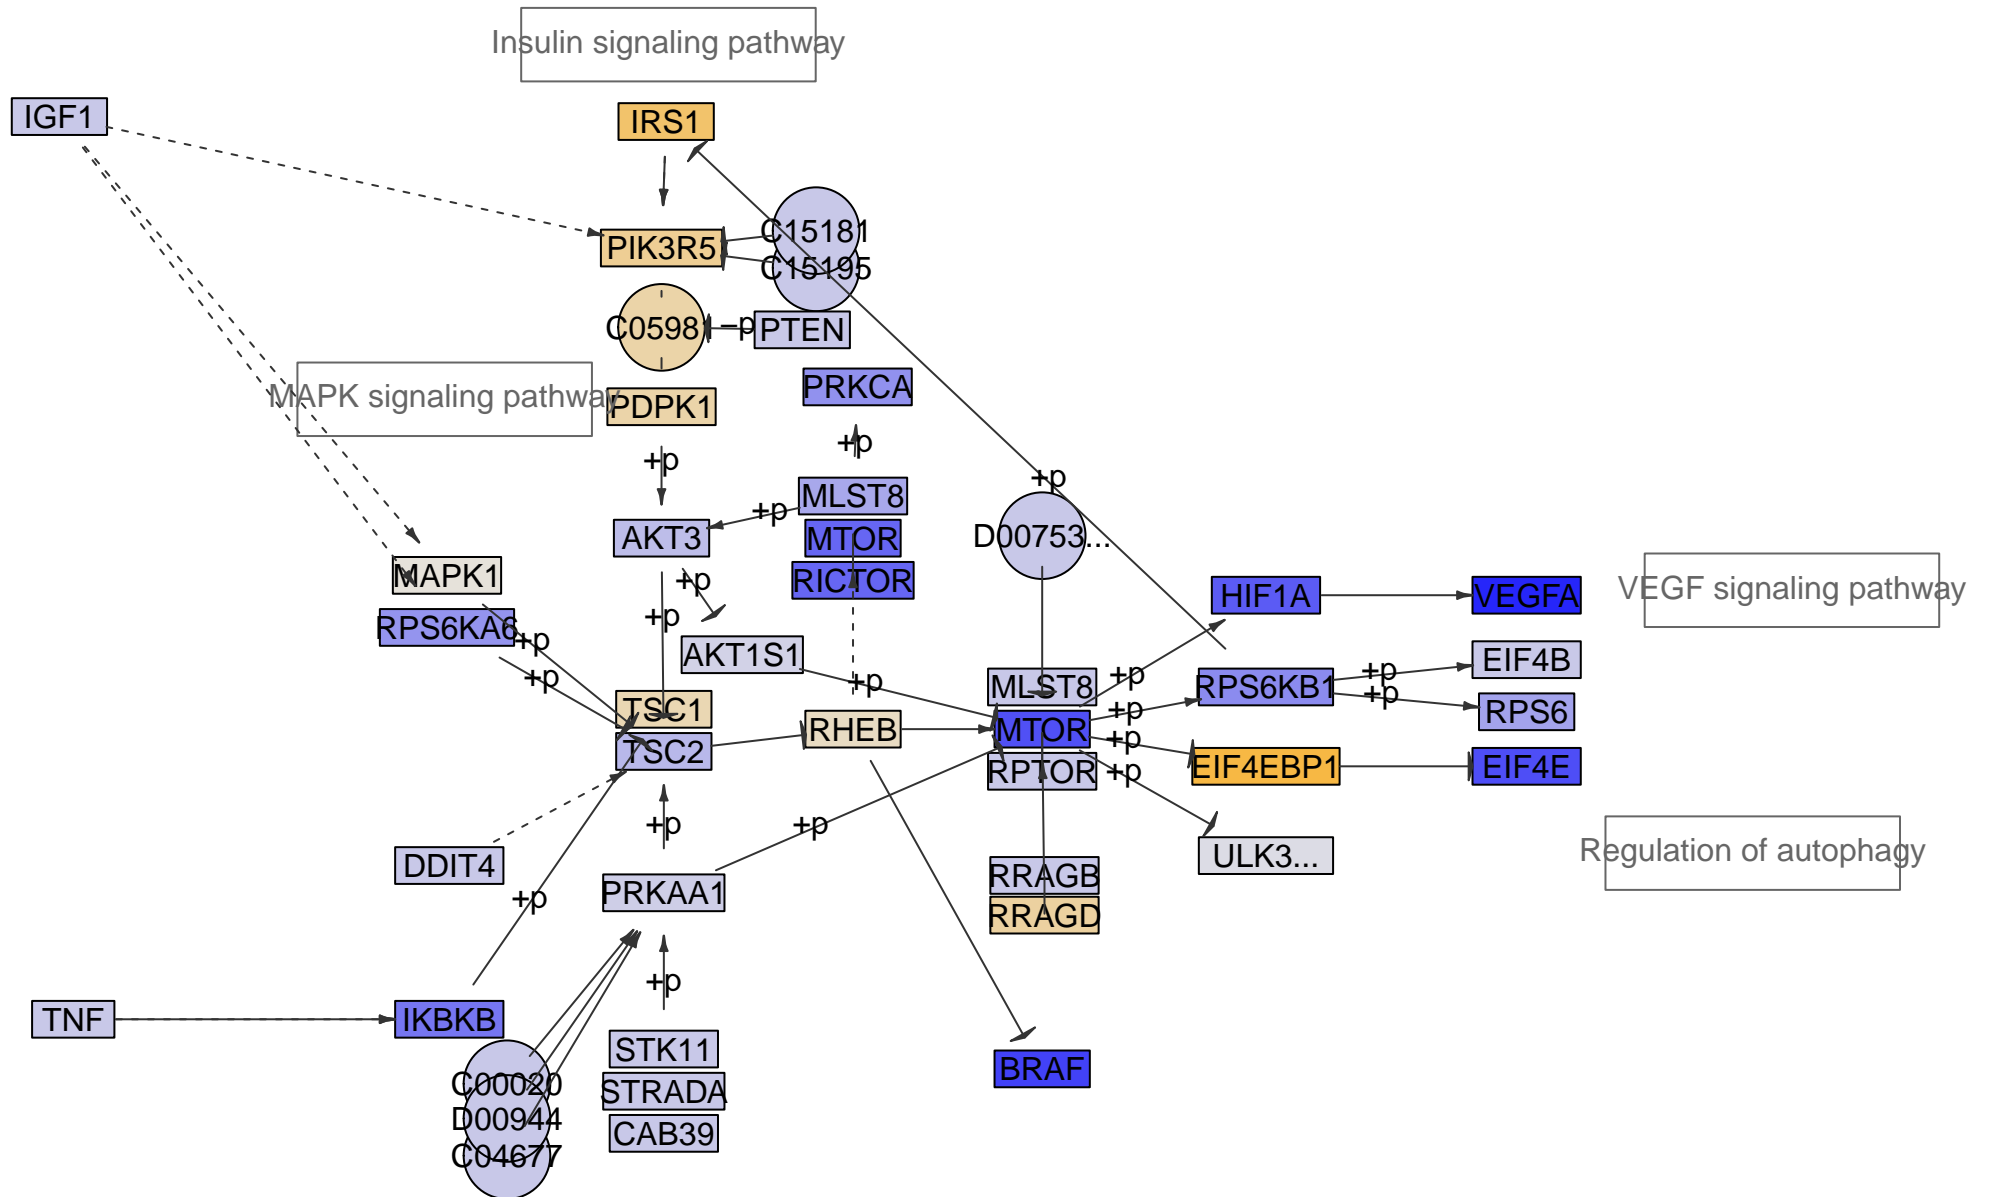 Insulin signaling pathway
IGF1
IRS1
C15181
PIK3R5
C15195
C0598
−p
PTEN
PRKCA
MAPK signaling pathway
PDPK1
+p
+p
+p
MLST8
+p
AKT3
MTOR
D00753...
MAPK1
+p
RICTOR
HIF1A
VEGFA
VEGF signaling pathway
RPS6KA6
+p
+p
AKT1S1
EIF4B
+p
+p
+p
+p
MLST8
RPS6KB1
+p
TSC1
+p
RPS6
RHEB
MTOR
+p
TSC2
RPTOR
+p
EIF4EBP1
EIF4E
+p
+p
DDIT4
ULK3...
Regulation of autophagy
RRAGB
PRKAA1
+p
RRAGD
+p
TNF
IKBKB
STK11
BRAF
C00020
STRADA
D00944
CAB39
C04677